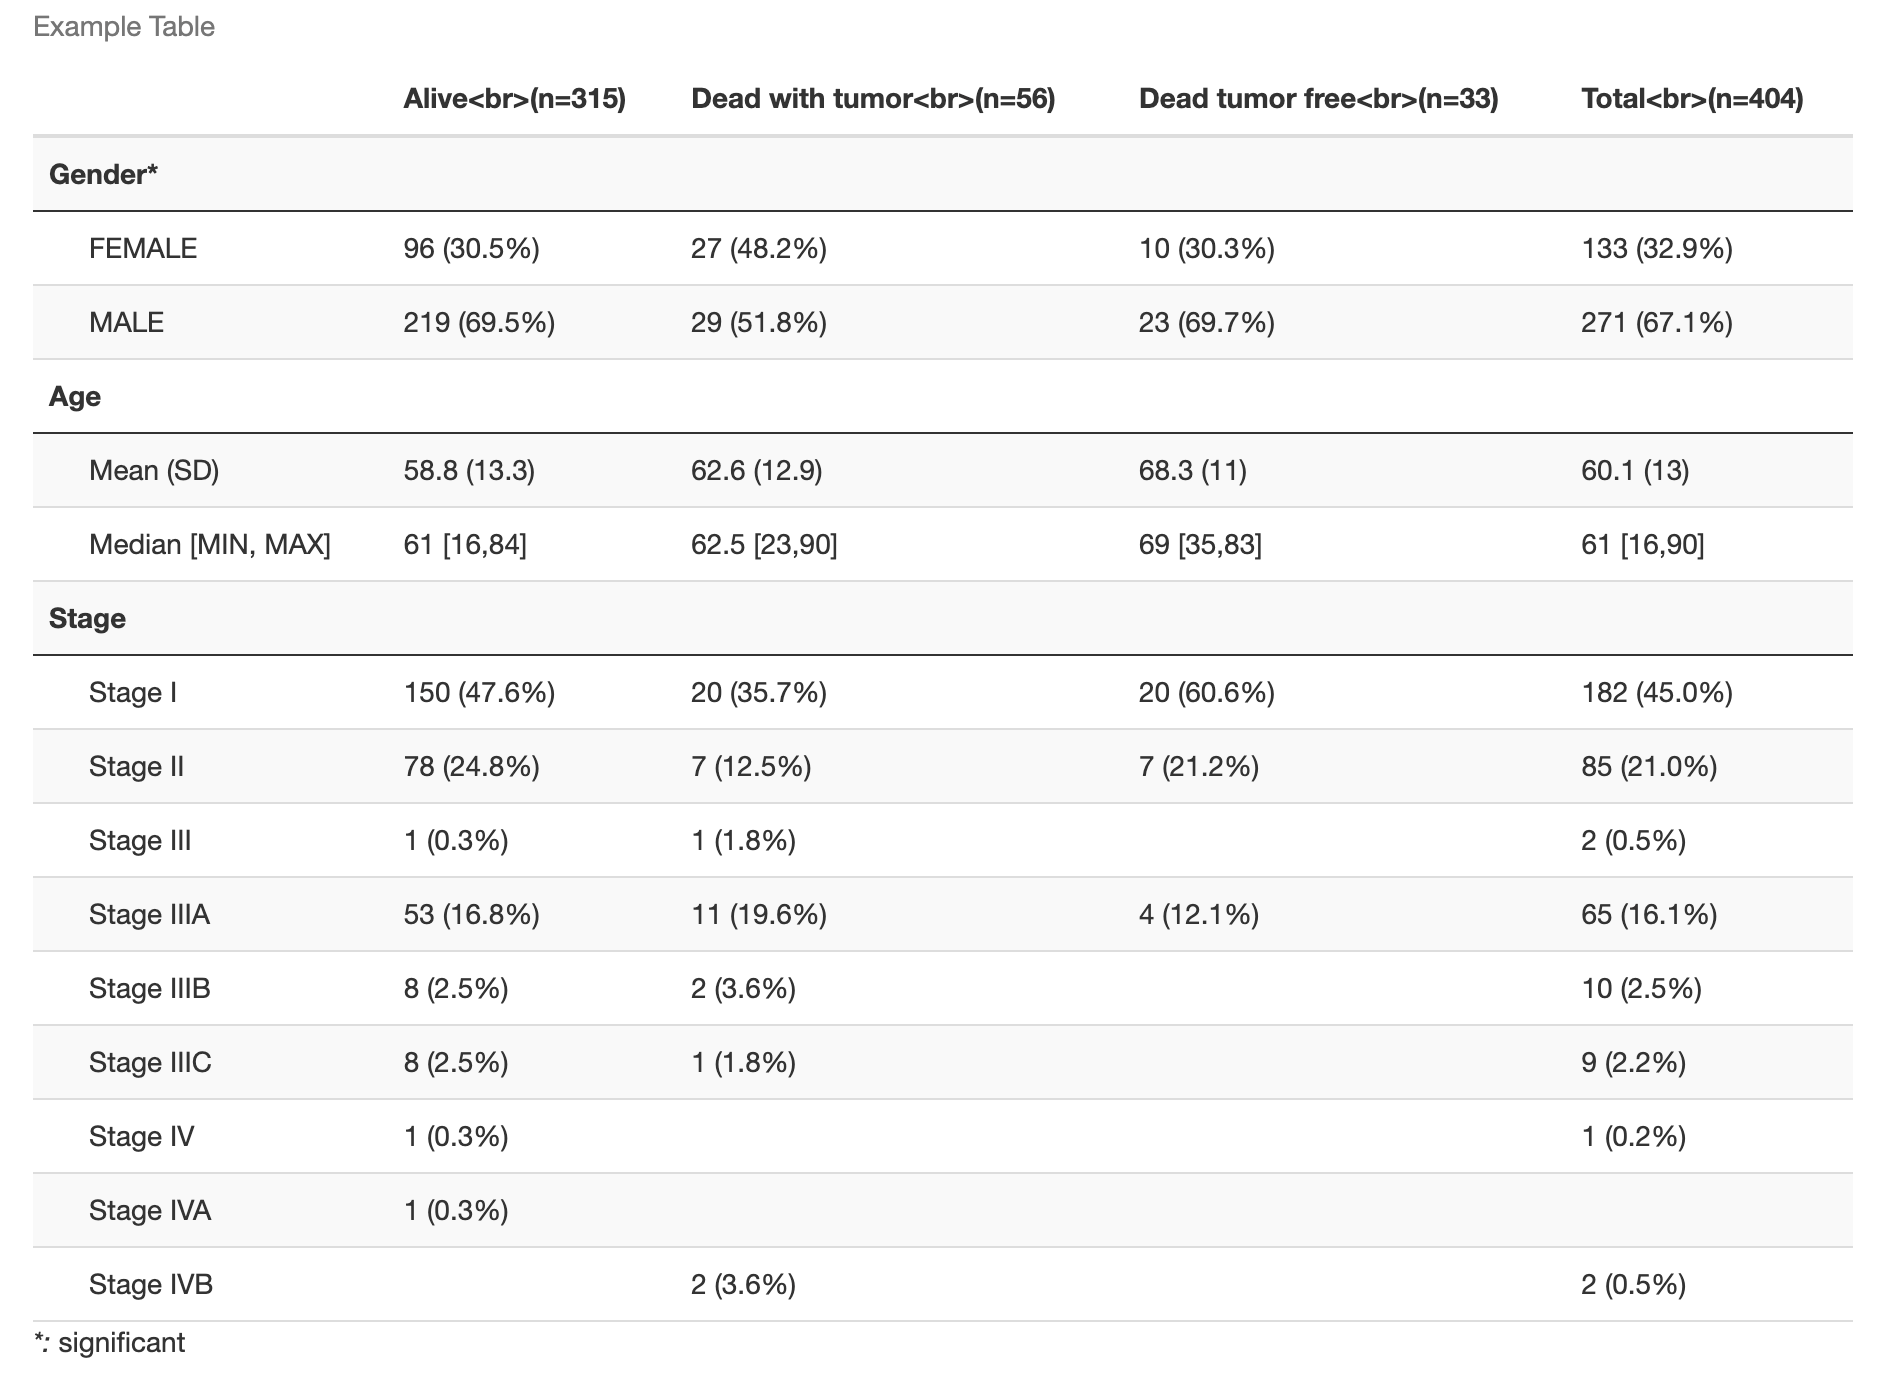 Example Table
Alive<br>(n=315) Dead with tumor<br>(n=56) Dead tumor free<br>(n=33) Total<br>(n=404)
Gender*
FEMALE 96 (30.5%) 27 (48.2%) 10 (30.3%) 133 (32.9%)
MALE 219 (69.5%) 29 (51.8%) 23 (69.7%) 271 (67.1%)
Age
Mean (SD) 58.8 (13.3) 62.6 (12.9) 68.3 (11) 60.1 (13)
Median [MIN, MAX] 61 [16,84] 62.5 [23,90] 69 [35,83] 61 [16,90]
Stage
Stage I 150 (47.6%) 20 (35.7%) 20 (60.6%) 182 (45.0%)
Stage II 78 (24.8%) 7 (12.5%) 7 (21.2%) 85 (21.0%)
Stage III 1 (0.3%) 1 (1.8%) 2 (0.5%)
Stage IIIA 53 (16.8%) 11 (19.6%) 4 (12.1%) 65 (16.1%)
Stage IIIB 8 (2.5%) 2 (3.6%) 10 (2.5%)
Stage IIIC 8 (2.5%) 1 (1.8%) 9 (2.2%)
Stage IV 1 (0.3%) 1 (0.2%)
Stage IVA 1 (0.3%)
Stage IVB 2 (3.6%) 2 (0.5%)
*: significant